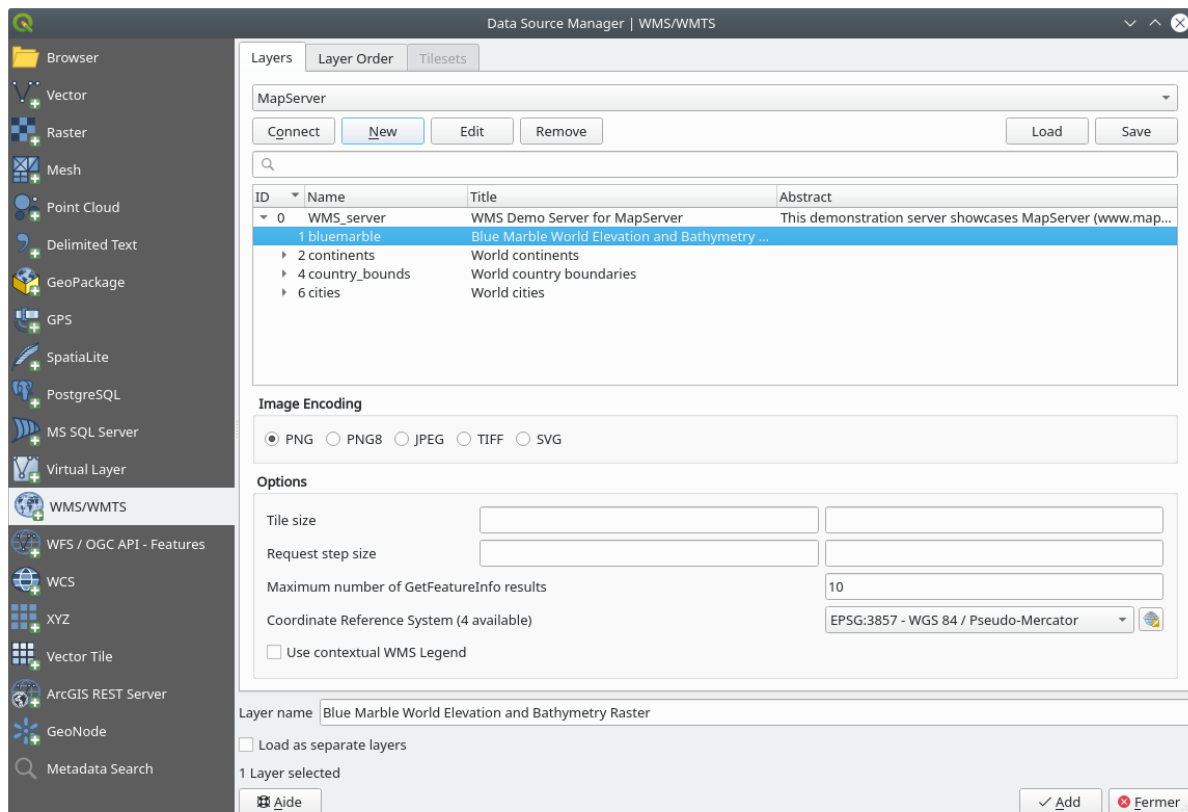 Data Source Manager | WMS/WMTS
Browser
Vector
Raster
Mesh
Point Cloud
Delimited Text
GeoPackage
GPS
SpatiaLite
PostgreSQL
MS SQL Server
Virtual Layer
WMS/WMTS
WFS / OGC API - Features
WCS
XYZ
Vector Tile
ArcGIS REST Server
GeoNode
Metadata Search
Layers Layer Order Tilesets
MapServer
Connect New Edit Remove Load Save
ID Name Title Abstract
0 WMS_server WMS Demo Server for MapServer This demonstration server showcases MapServer (www.map...
1 bluemarble Blue Marble World Elevation and Bathymetry ...
2 continents World continents
4 country_bounds World country boundaries
6 cities World cities
Image Encoding
PNG PNG8 JPEG TIFF SVG
Options
Tile size
Request step size
Maximum number of GetFeatureInfo results 10
Coordinate Reference System (4 available) EPSG:3857 - WGS 84 / Pseudo-Mercator
Use contextual WMS Legend
Layer name Blue Marble World Elevation and Bathymetry Raster
Load as separate layers
1 Layer selected
Aide Add Fermer